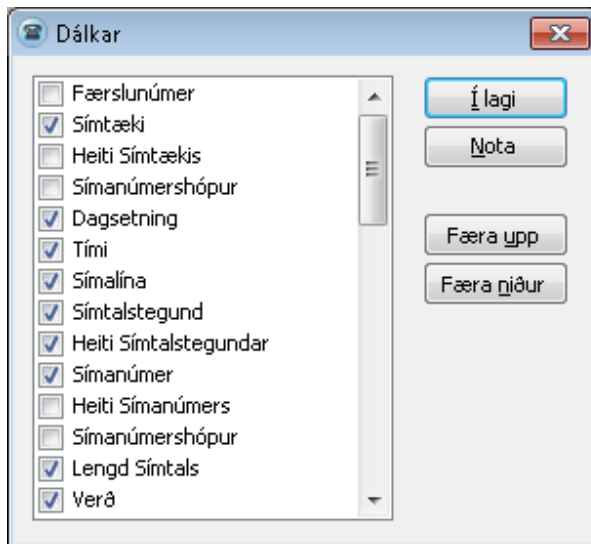 Dálkar
Færslunúmer
Símtæki
Heiti Símtækis
Símanúmershópur
Dagsetning
Tími
Símalína
Símtalstegund
Heiti Símtalstegundar
Símanúmer
Heiti Símanúmers
Símanúmershópur
Lengd Símtals
Verð
Í lagi
Nota
Færa upp
Færa niður